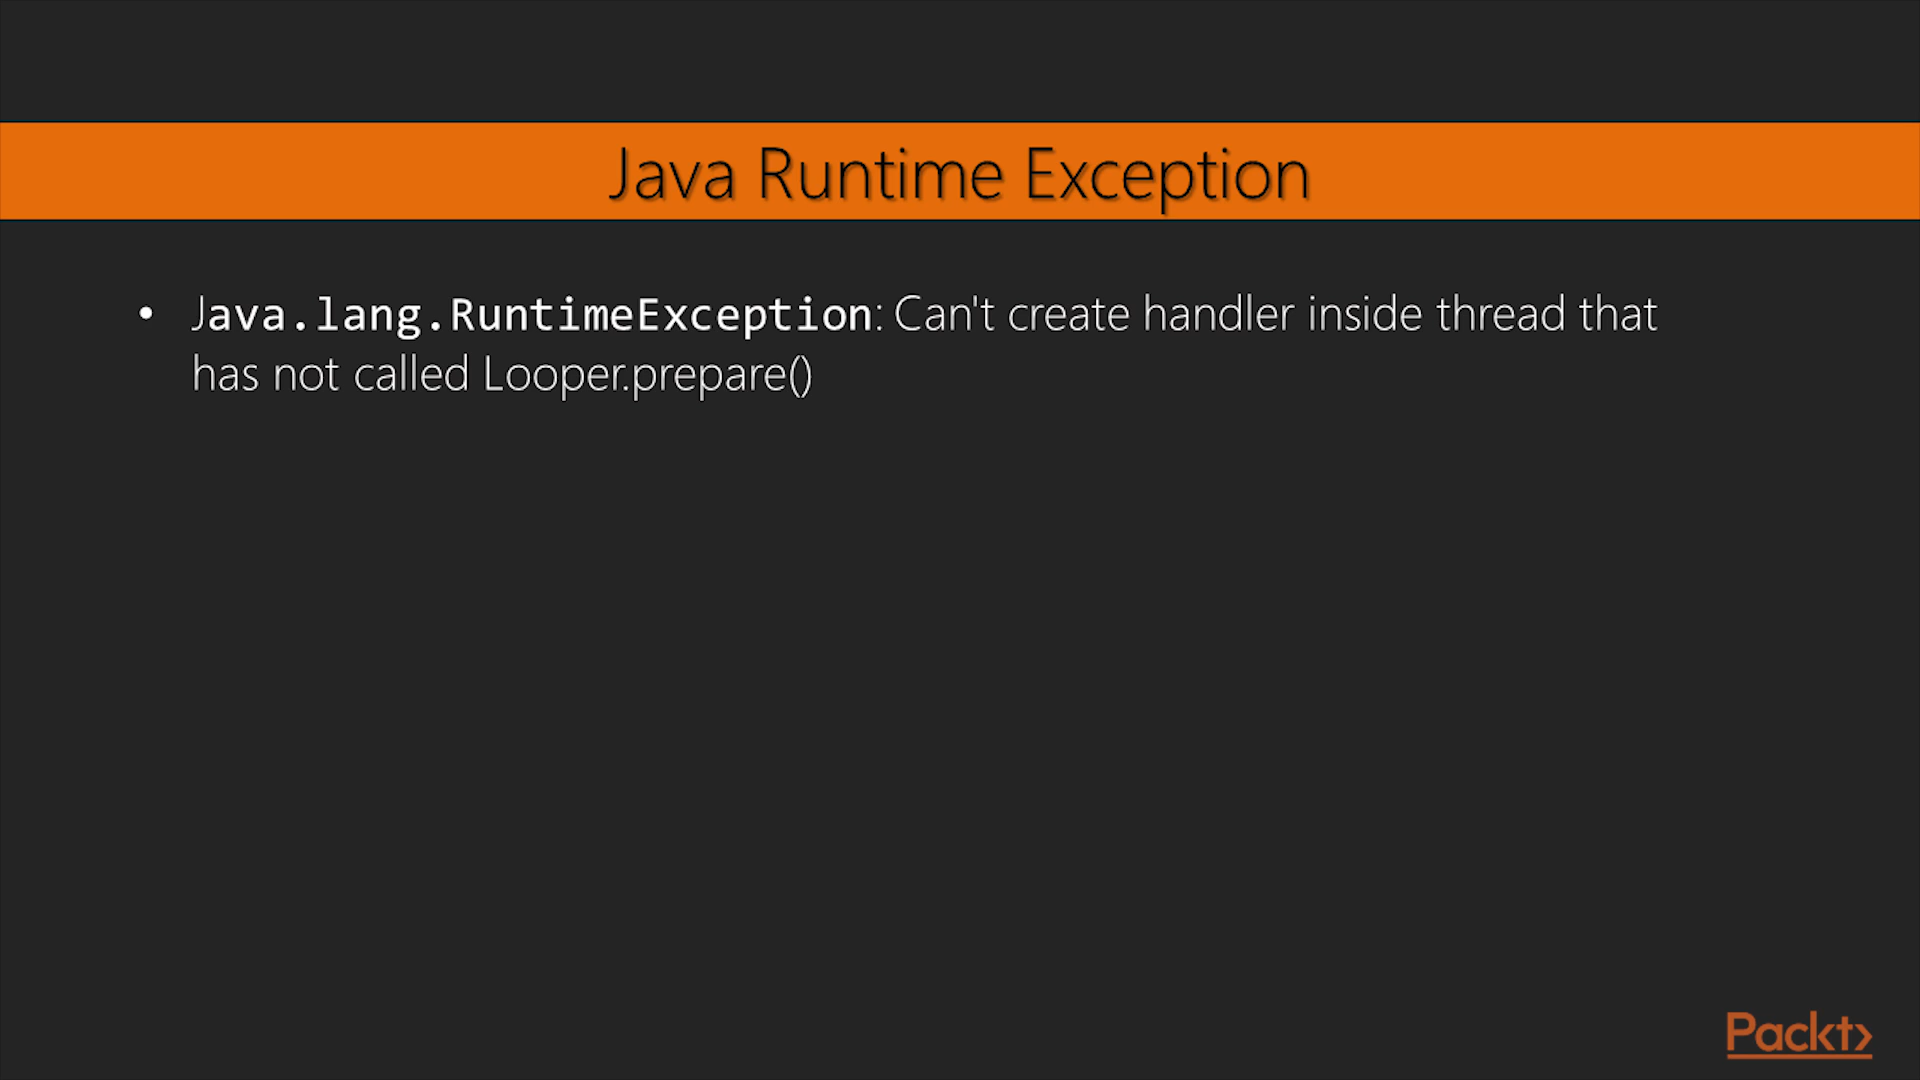 Java Runtime Exception
• Java.lang.RuntimeException: Can't create handler inside thread that
has not called Looper.prepare()
Packt>